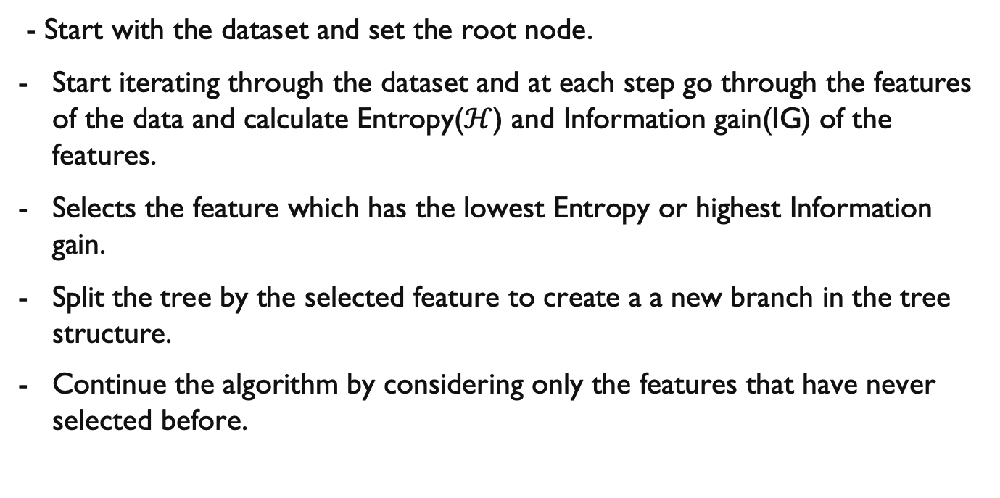 - Start with the dataset and set the root node.
- Start iterating through the dataset and at each step go through the features
of the data and calculate Entropy(ℋ) and Information gain(IG) of the
features.
- Selects the feature which has the lowest Entropy or highest Information
gain.
- Split the tree by the selected feature to create a a new branch in the tree
structure.
- Continue the algorithm by considering only the features that have never
selected before.